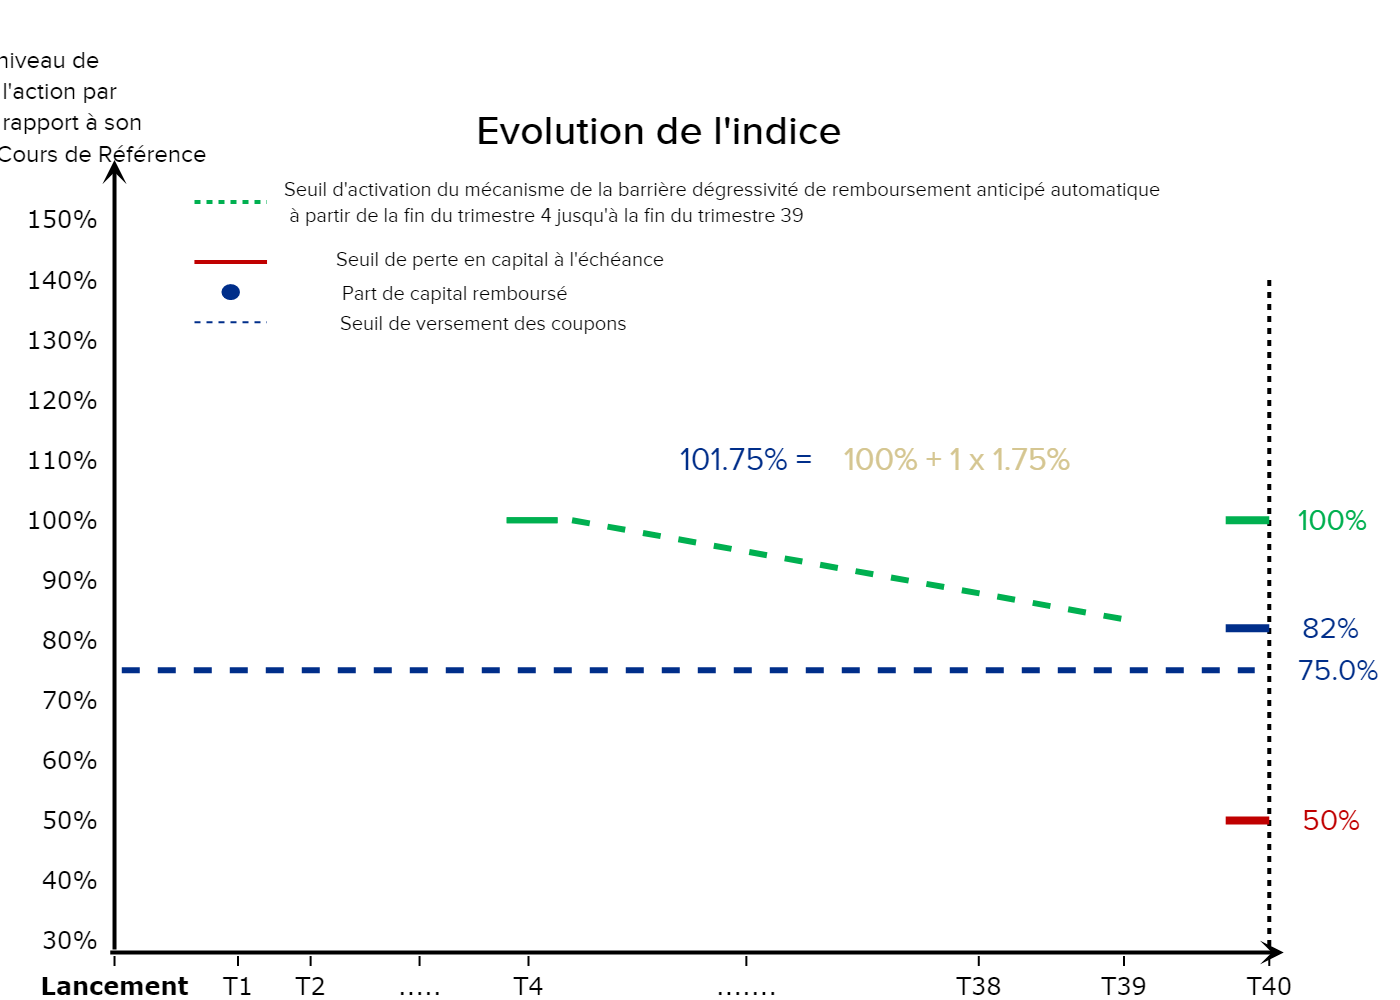 niveau de
l'action par
rapport à son
Cours de Référence
Evolution de l'indice
Seuil d'activation du mécanisme de la barrière dégressivité de remboursement anticipé automatique
à partir de la fin du trimestre 4 jusqu'à la fin du trimestre 39
Seuil de perte en capital à l'échéance
Part de capital remboursé
Seuil de versement des coupons
150%
140%
130%
120%
110%
100%
90%
80%
70%
60%
50%
40%
30%
101.75% = 100% + 1 x 1.75%
100%
82%
75.0%
50%
Lancement T1 T2 ..... T4 ....... T38 T39 T40